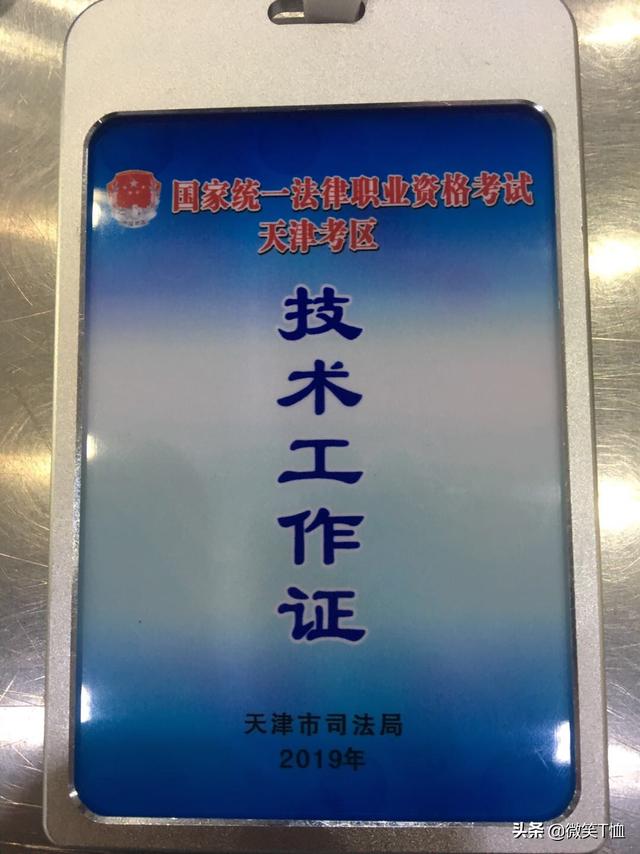 国家统一法律职业资格考试
天津考区
技术工作证
天津市司法局
2019年
头条 @微笑T恤